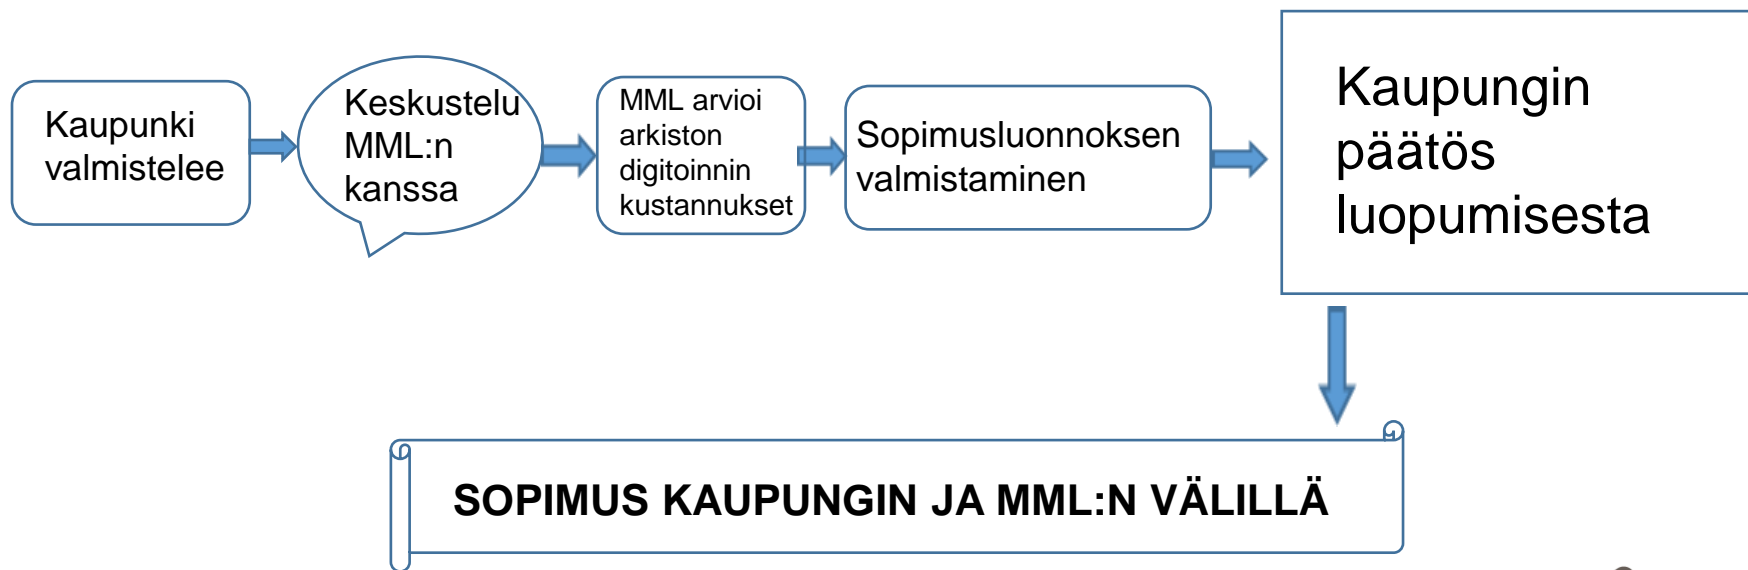 Kaupunki
valmistelee
Keskustelu
MML:n
kanssa
MML arvioi
arkiston
digitoinnin
kustannukset
Sopimusluonnoksen
valmistaminen
Kaupungin
päätös
luopumisesta
SOPIMUS KAUPUNGIN JA MML:N VÄLILLÄ